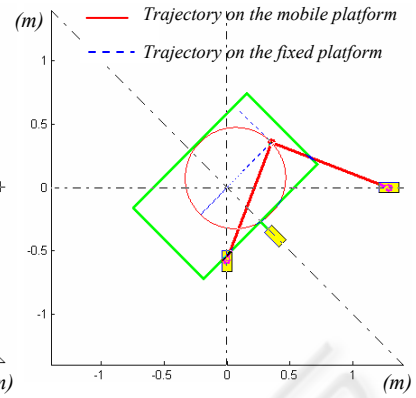 (m)
Trajectory on the mobile platform
Trajectory on the fixed platform
1
0.5
0
-0.5
-1
-1
-0.5
0
0.5
1
(m)